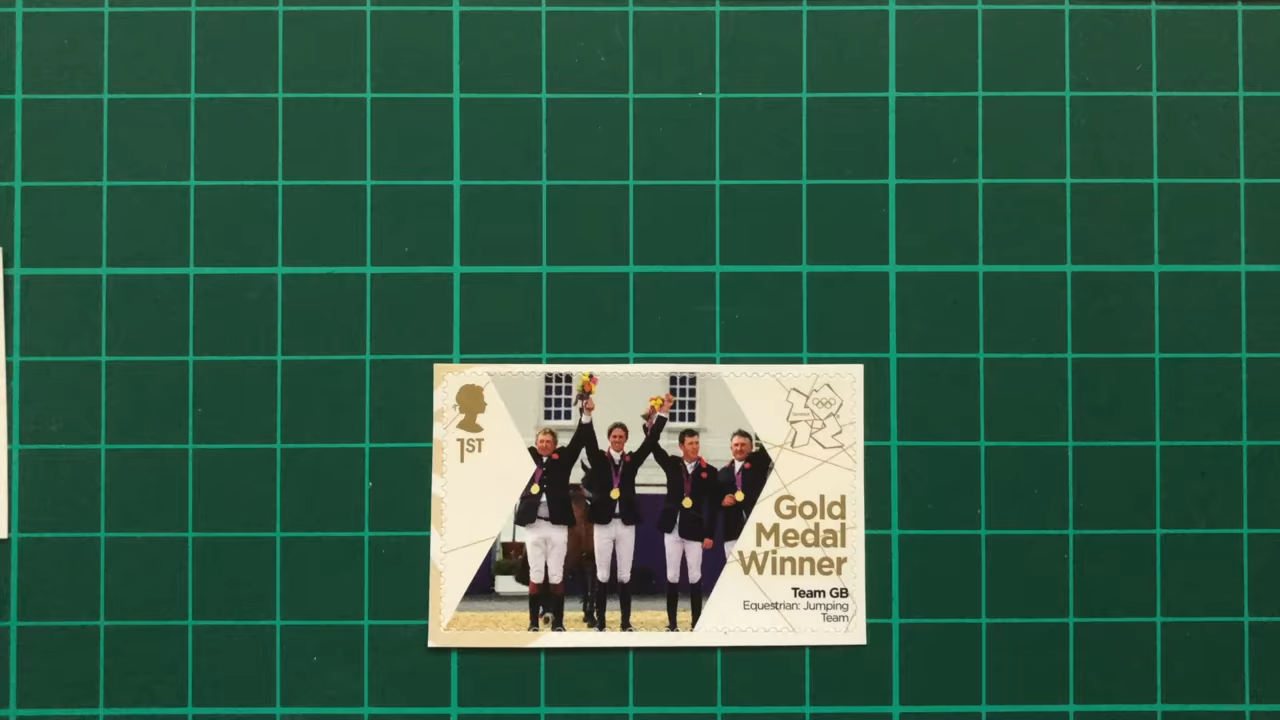 1ST
Gold
Medal
Winner
Team GB
Equestrian: Jumping
Team